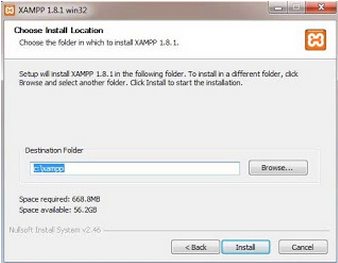 XAMPP 1.8.1 win32
Choose Install Location
Choose the folder in which to install XAMPP 1.8.1.
Setup will install XAMPP 1.8.1 in the following folder. To install in a different folder, click
Browse and select another folder. Click Install to start the installation.
Destination Folder
c:\xampp
Browse...
Space required: 668.8MB
Space available: 56.2GB
Nullsoft Install System v2.46
< Back
Install
Cancel